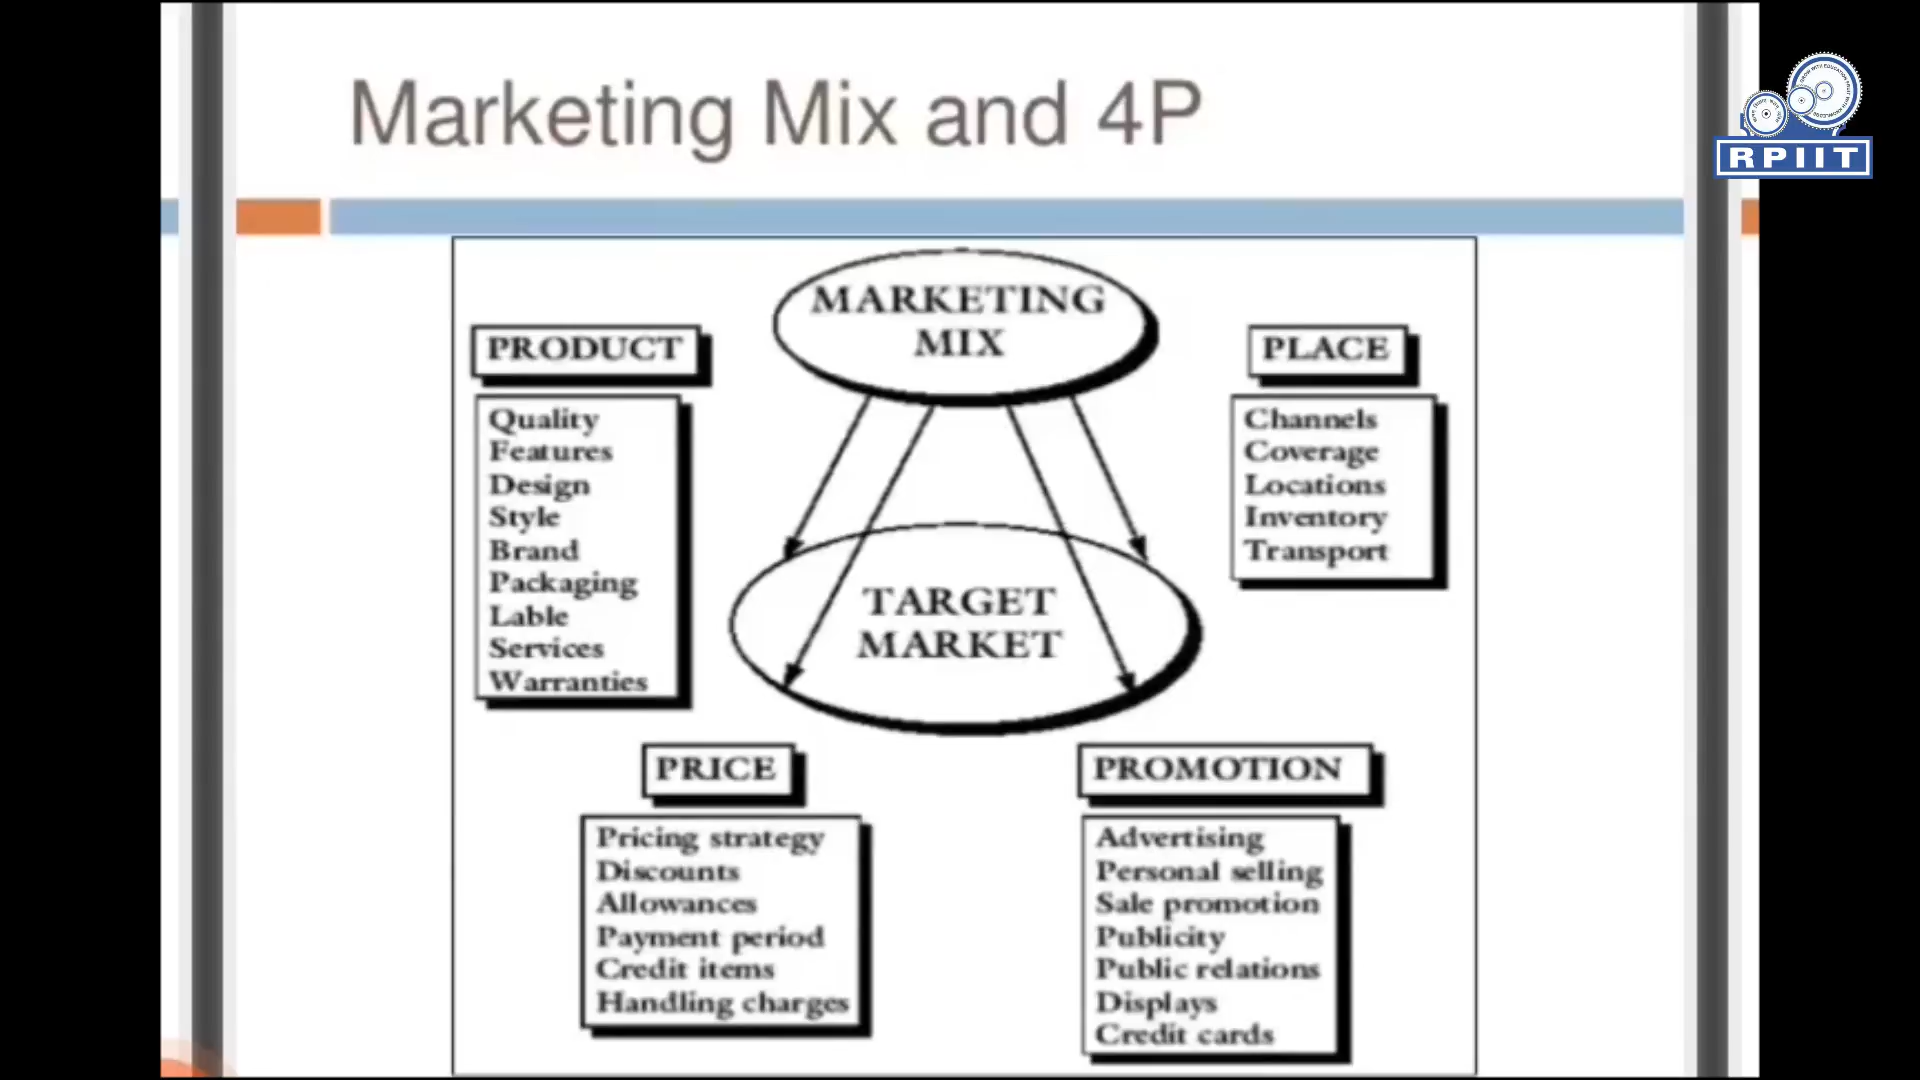 Marketing Mix and 4P
RPIIT
MARKETING
MIX
PRODUCT
Quality
Features
Design
Style
Brand
Packaging
Lable
Services
Warranties
PLACE
Channels
Coverage
Locations
Inventory
Transport
TARGET
MARKET
PRICE
Pricing strategy
Discounts
Allowances
Payment period
Credit items
Handling charges
PROMOTION
Advertising
Personal selling
Sale promotion
Publicity
Public relations
Displays
Credit cards